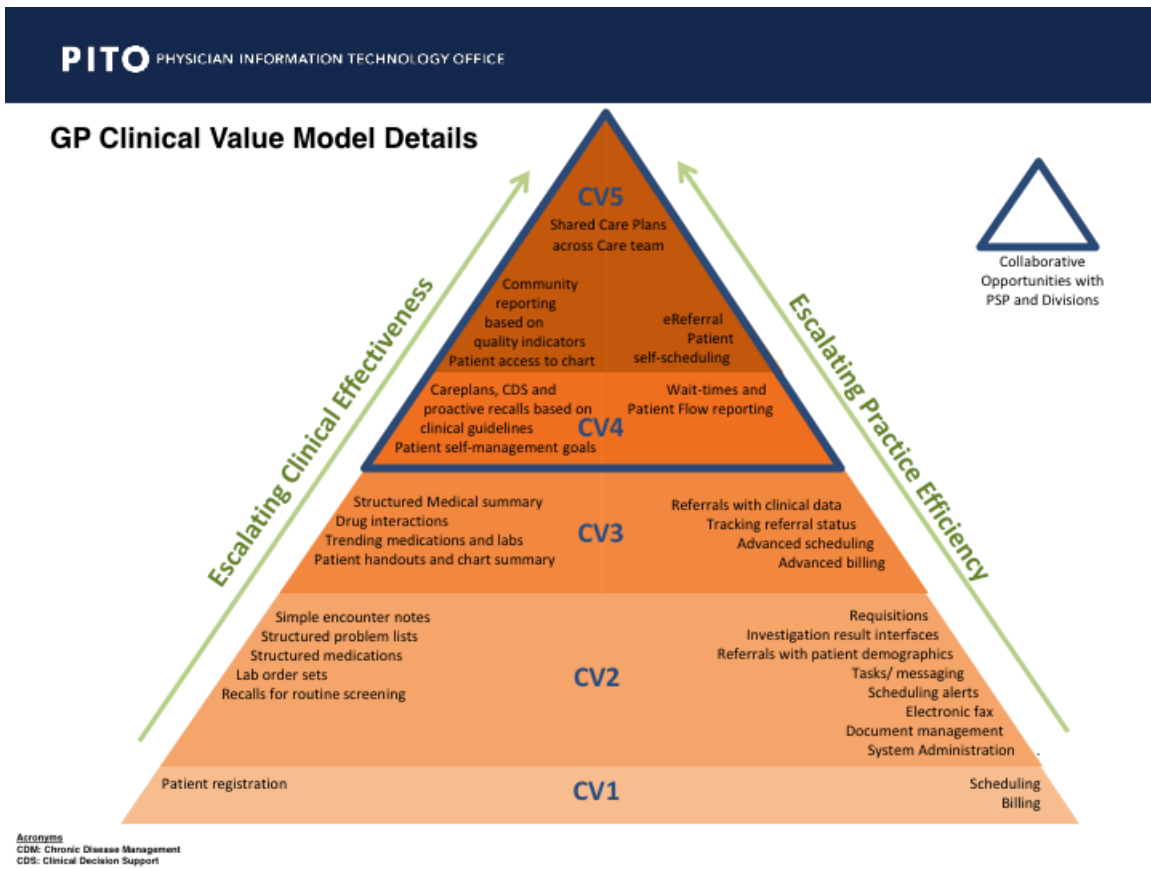 PITO PHYSICIAN INFORMATION TECHNOLOGY OFFICE
GP Clinical Value Model Details
Escalating Clinical Effectiveness
Escalating Practice Efficiency
Collaborative
Opportunities with
PSP and Divisions
CV5
Shared Care Plans
across Care team
Community
reporting
based on
quality indicators
Patient access to chart
eReferral
Patient
self-scheduling
CV4
Careplans, CDS and
proactive recalls based on
clinical guidelines
Patient self-management goals
Wait-times and
Patient Flow reporting
CV3
Structured Medical summary
Drug interactions
Trending medications and labs
Patient handouts and chart summary
Referrals with clinical data
Tracking referral status
Advanced scheduling
Advanced billing
CV2
Simple encounter notes
Structured problem lists
Structured medications
Lab order sets
Recalls for routine screening
Requisitions
Investigation result interfaces
Referrals with patient demographics
Tasks/ messaging
Scheduling alerts
Electronic fax
Document management
System Administration .
CV1
Patient registration
Scheduling
Billing
Acronyms
CDM: Chronic Disease Management
CDS: Clinical Decision Support